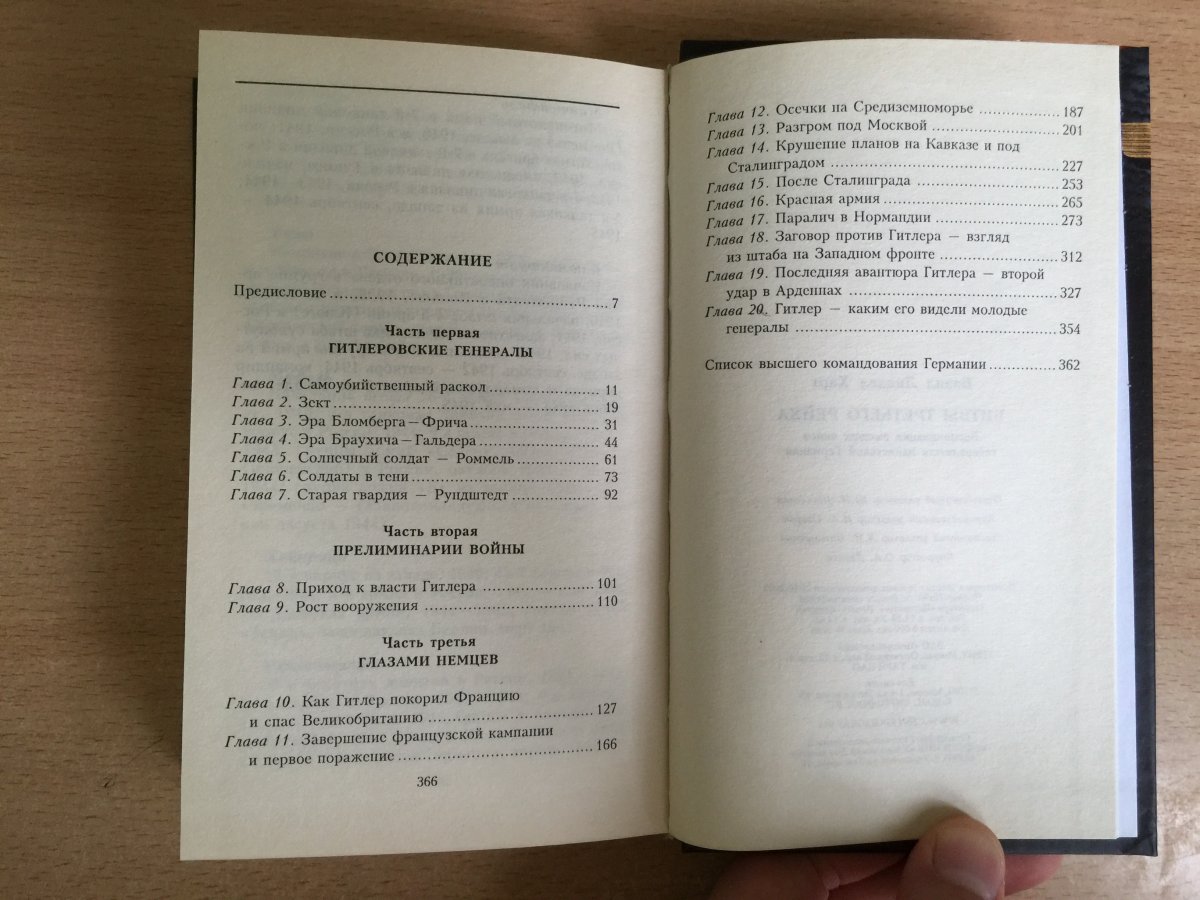 СОДЕРЖАНИЕ
Предисловие .......... 7
Часть первая
ГИТЛЕРОВСКИЕ ГЕНЕРАЛЫ
Глава 1. Самоубийственный раскол .......... 11
Глава 2. Зект .......... 19
Глава 3. Эра Бломберга — Фрича .......... 31
Глава 4. Эра Браухича — Гальдера .......... 44
Глава 5. Солнечный солдат — Роммель .......... 61
Глава 6. Солдаты в тени .......... 73
Глава 7. Старая гвардия — Рундштедт .......... 92
Часть вторая
ПРЕЛИМИНАРИИ ВОЙНЫ
Глава 8. Приход к власти Гитлера .......... 101
Глава 9. Рост вооружения .......... 110
Часть третья
ГЛАЗАМИ НЕМЦЕВ
Глава 10. Как Гитлер покорил Францию
и спас Великобританию .......... 127
Глава 11. Завершение французской кампании
и первое поражение .......... 166
366
Глава 12. Осечки на Средиземноморье .......... 187
Глава 13. Разгром под Москвой .......... 201
Глава 14. Крушение планов на Кавказе и под
Сталинградом .......... 227
Глава 15. После Сталинграда .......... 253
Глава 16. Красная армия .......... 265
Глава 17. Паралич в Нормандии .......... 273
Глава 18. Заговор против Гитлера — взгляд
из штаба на Западном фронте .......... 312
Глава 19. Последняя авантюра Гитлера — второй
удар в Арденнах .......... 327
Глава 20. Гитлер — каким его видели молодые
генералы .......... 354
Список высшего командования Германии .......... 362